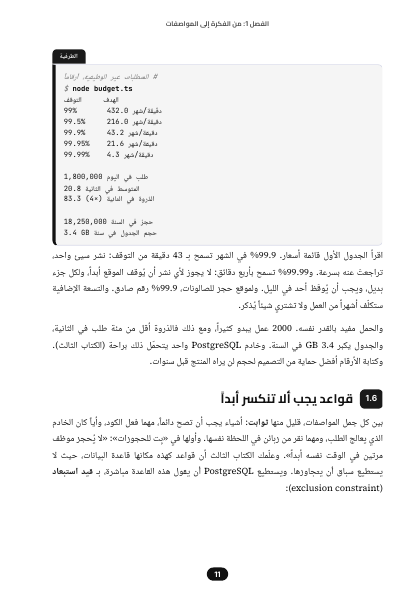 الفصل 1: من الفكرة إلى المواصفات
الطرفية
# المتطلبات غير الوظيفية، أرقاماً
$ node budget.ts
الهدف التوقف
99% 432.0 دقيقة/شهر
99.5% 216.0 دقيقة/شهر
99.9% 43.2 دقيقة/شهر
99.95% 21.6 دقيقة/شهر
99.99% 4.3 دقيقة/شهر
1,800,000 طلب في اليوم
20.8 المتوسط في الثانية
83.3 (4×) الذروة في الثانية
18,250,000 حجز في السنة
3.4 GB حجم الجدول في سنة
اقرأ الجدول الأول قائمة أسعار. 99.9% في الشهر تسمح بـ 43 دقيقة من التوقف: نشر سيئ واحد،
تراجعتَ عنه بسرعة. و99.99% تسمح بأربع دقائق: لا يجوز لأي نشر أن يُوقف الموقع أبداً، ولكل جزء
بديل، ويجب أن يُوقَظ أحد في الليل. ولموقع حجز للصالونات، 99.9% رقم صادق. والتسعة الإضافية
ستكلّف أشهراً من العمل ولا تشتري شيئاً يُذكر.
والحمل مفيد بالقدر نفسه. 2000 عمل يبدو كثيراً، ومع ذلك فالذروة أقل من مئة طلب في الثانية،
والجدول يكبر 3.4 GB في السنة. وخادم PostgreSQL واحد يتحمّل ذلك براحة (الكتاب الثالث).
وكتابة الأرقام أفضل حماية من التصميم لحجم لن يراه المنتج قبل سنوات.
1.6 قواعد يجب ألا تنكسر أبداً
بين كل جمل المواصفات، قليل منها ثوابت: أشياء يجب أن تصح دائماً، مهما فعل الكود، وأياً كان الخادم
الذي يعالج الطلب، ومهما نقر من زبائن في اللحظة نفسها. وأولها في «بِت للحجوزات»: «لا يُحجز موظف
مرتين في الوقت نفسه أبداً». وعلّمك الكتاب الثالث أن قواعد كهذه مكانها قاعدة البيانات، حيث لا
يستطيع سباق أن يتجاوزها. ويستطيع PostgreSQL أن يقول هذه القاعدة مباشرة، بـ قيد استبعاد
(exclusion constraint):
11